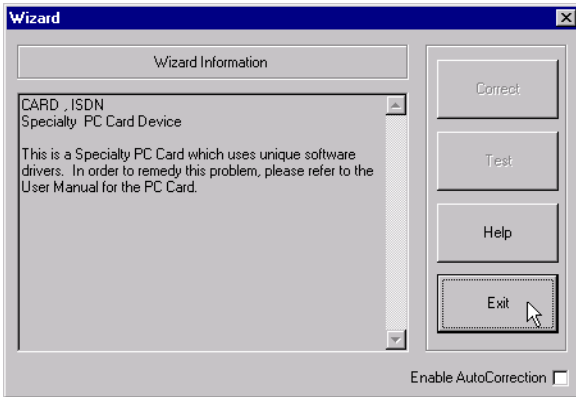 Wizard
Wizard Information
CARD , ISDN
Specialty  PC Card Device
This is a Specialty PC Card which uses unique software
drivers.  In order to remedy this problem, please refer to the
User Manual for the PC Card.
Correct
Test
Help
Exit
Enable AutoCorrection